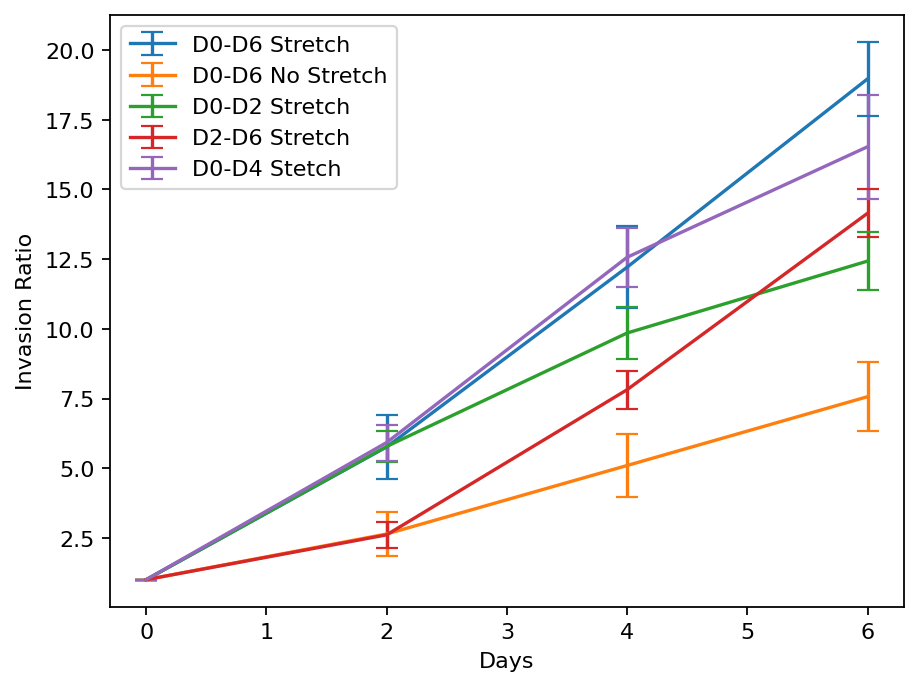 D0-D6 Stretch
D0-D6 No Stretch
D0-D2 Stretch
D2-D6 Stretch
D0-D4 Stetch
20.0
17.5
15.0
12.5
10.0
7.5
5.0
2.5
Invasion Ratio
0 1 2 3 4 5 6
Days